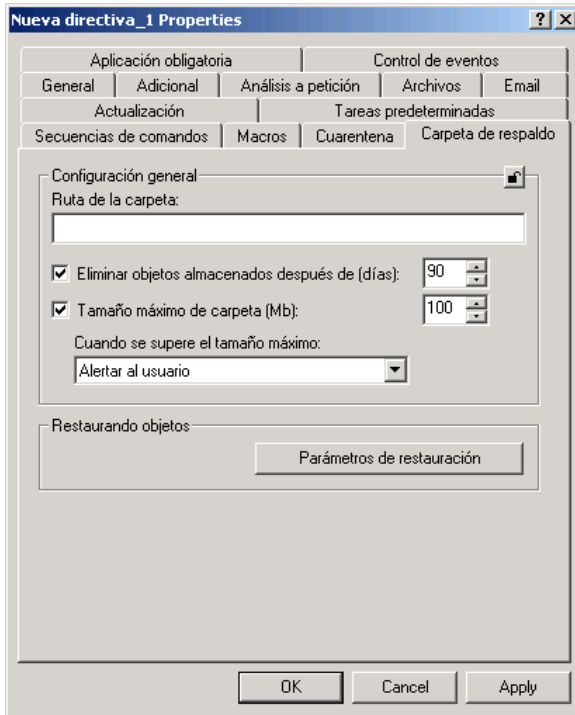 Nueva directiva_1 Properties
Aplicación obligatoria Control de eventos
General Adicional Análisis a petición Archivos Email
Actualización Tareas predeterminadas
Secuencias de comandos Macros Cuarentena Carpeta de respaldo
Configuración general
Ruta de la carpeta:
Eliminar objetos almacenados después de (días): 90
Tamaño máximo de carpeta (Mb): 100
Cuando se supere el tamaño máximo:
Alertar al usuario
Restaurando objetos
Parámetros de restauración
OK Cancel Apply